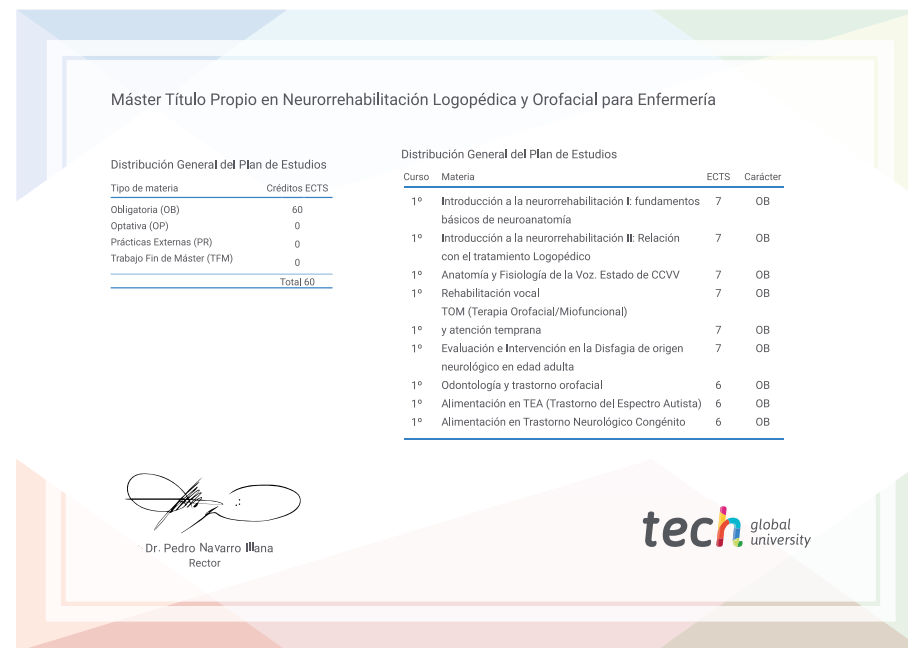 Máster Título Propio en Neurorrehabilitación Logopédica y Orofacial para Enfermería
Distribución General del Plan de Estudios
Tipo de materia Créditos ECTS
Obligatoria (OB) 60
Optativa (OP) 0
Prácticas Externas (PR) 0
Trabajo Fin de Máster (TFM) 0
Total 60
Distribución General del Plan de Estudios
Curso Materia ECTS Carácter
1º Introducción a la neurorrehabilitación I: fundamentos 7 OB
básicos de neuroanatomía
1º Introducción a la neurorrehabilitación II: Relación 7 OB
con el tratamiento Logopédico
1º Anatomía y Fisiología de la Voz. Estado de CCVV 7 OB
1º Rehabilitación vocal 7 OB
TOM (Terapia Orofacial/Miofuncional)
1º y atención temprana 7 OB
1º Evaluación e Intervención en la Disfagia de origen 7 OB
neurológico en edad adulta
1º Odontología y trastorno orofacial 6 OB
1º Alimentación en TEA (Trastorno del Espectro Autista) 6 OB
1º Alimentación en Trastorno Neurológico Congénito 6 OB
Dr. Pedro Navarro Illana
Rector
tech global
university